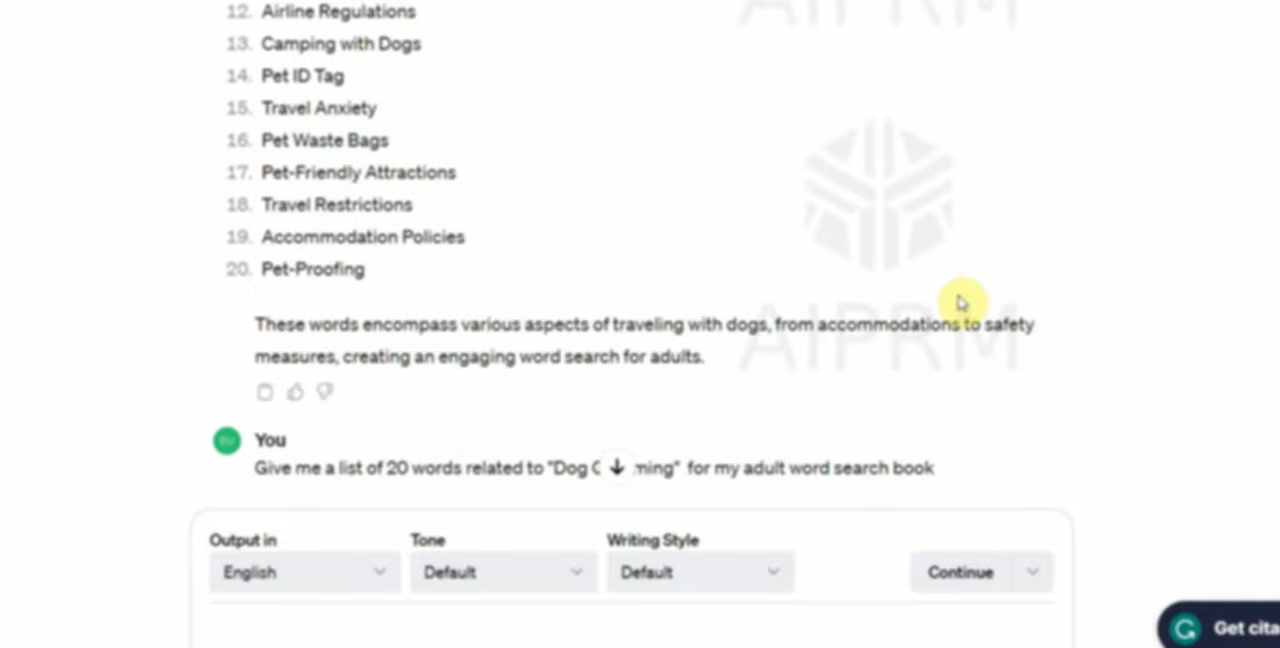 AIPRM
12. Airline Regulations
13. Camping with Dogs
14. Pet ID Tag
15. Travel Anxiety
16. Pet Waste Bags
17. Pet-Friendly Attractions
18. Travel Restrictions
19. Accommodation Policies
20. Pet-Proofing
AIPRM
These words encompass various aspects of traveling with dogs, from accommodations to safety
measures, creating an engaging word search for adults.
You
Give me a list of 20 words related to "Dog ming" for my adult word search book
Output in Tone Writing Style
English Default Default Continue
Get cita